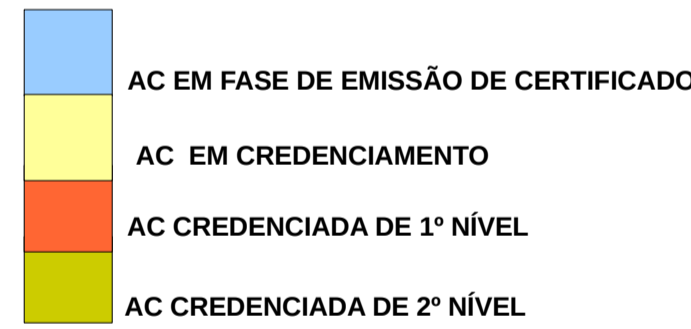 AC EM FASE DE EMISSÃO DE CERTIFICADO
AC EM CREDENCIAMENTO
AC CREDENCIADA DE 1º NÍVEL
AC CREDENCIADA DE 2º NÍVEL